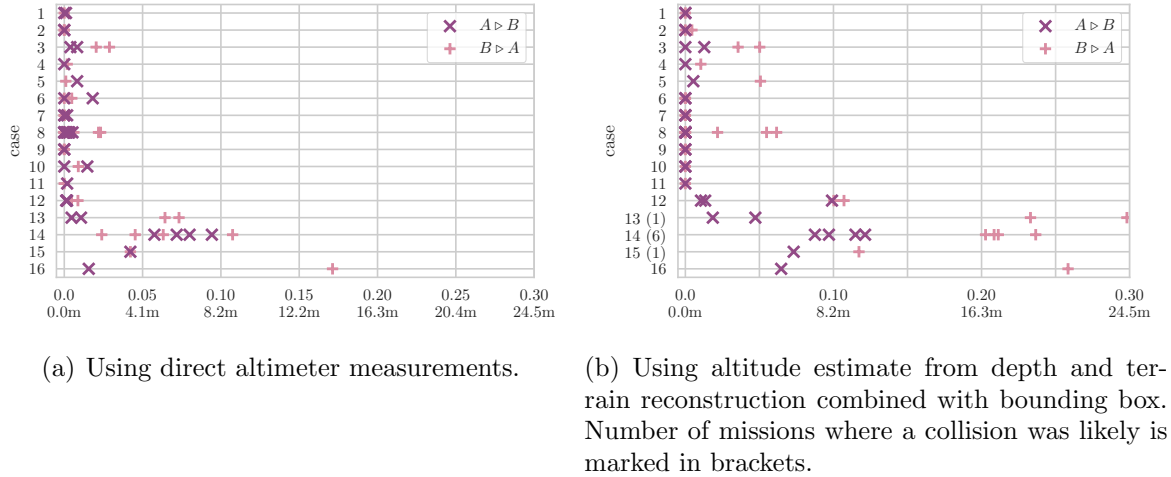 1
2
3
4
5
6
7
8
9
10
11
12
13
14
15
16
case
A ▷ B
B ▷ A
0.0 0.05 0.10 0.15 0.20 0.25 0.30
0.0m 4.1m 8.2m 12.2m 16.3m 20.4m 24.5m
(a) Using direct altimeter measurements.
1
2
3
4
5
6
7
8
9
10
11
12
13 (1)
14 (6)
15 (1)
16
case
A ▷ B
B ▷ A
0.0 0.10 0.20 0.30
0.0m 8.2m 16.3m 24.5m
(b) Using altitude estimate from depth and ter-
rain reconstruction combined with bounding box.
Number of missions where a collision was likely is
marked in brackets.